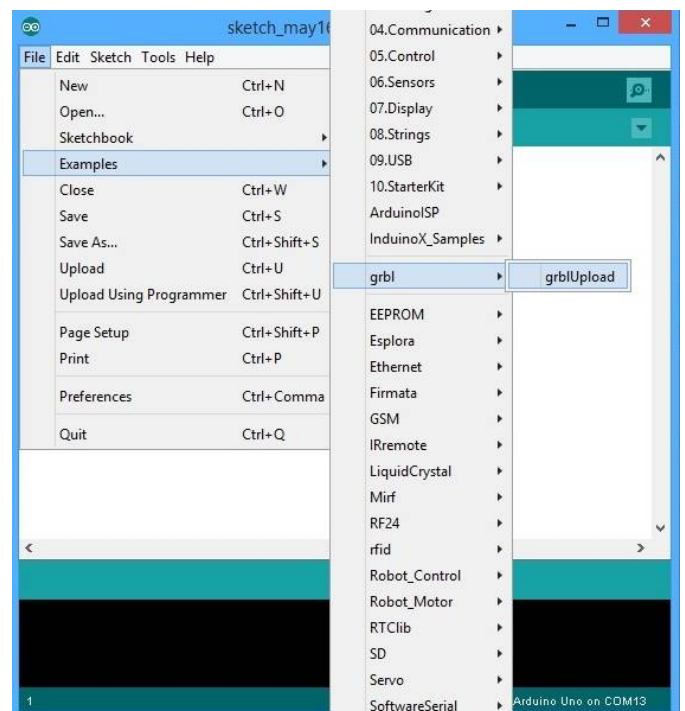 sketch_may16
File Edit Sketch Tools Help
New Ctrl+N
Open... Ctrl+O
Sketchbook
Examples
Close Ctrl+W
Save Ctrl+S
Save As... Ctrl+Shift+S
Upload Ctrl+U
Upload Using Programmer Ctrl+Shift+U
Page Setup Ctrl+Shift+P
Print Ctrl+P
Preferences Ctrl+Comma
Quit Ctrl+Q
04.Communication
05.Control
06.Sensors
07.Display
08.Strings
09.USB
10.StarterKit
ArduinoISP
InduinoX_Samples
grbl
EEPROM
Esplora
Ethernet
Firmata
GSM
IRremote
LiquidCrystal
Mirf
RF24
rfid
Robot_Control
Robot_Motor
RTClib
SD
Servo
SoftwareSerial
grblUpload
1
Arduino Uno on COM13